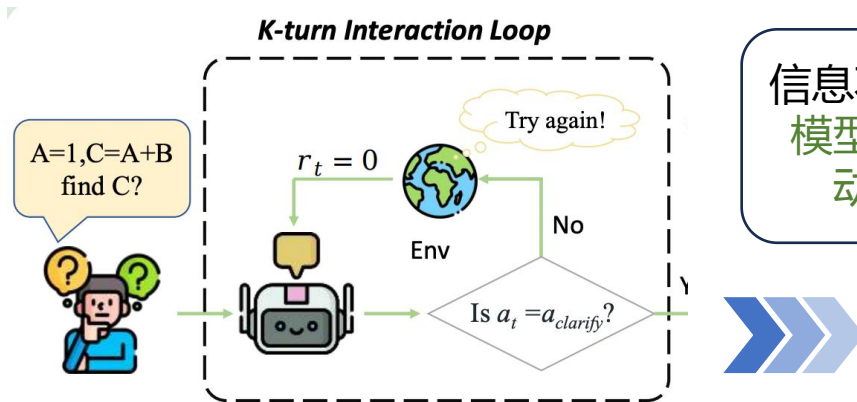 K-turn Interaction Loop
A=1,C=A+B
find C?
Try again!
r_t = 0
Env
No
Is a_t =a_clarify?
信息
模型
动